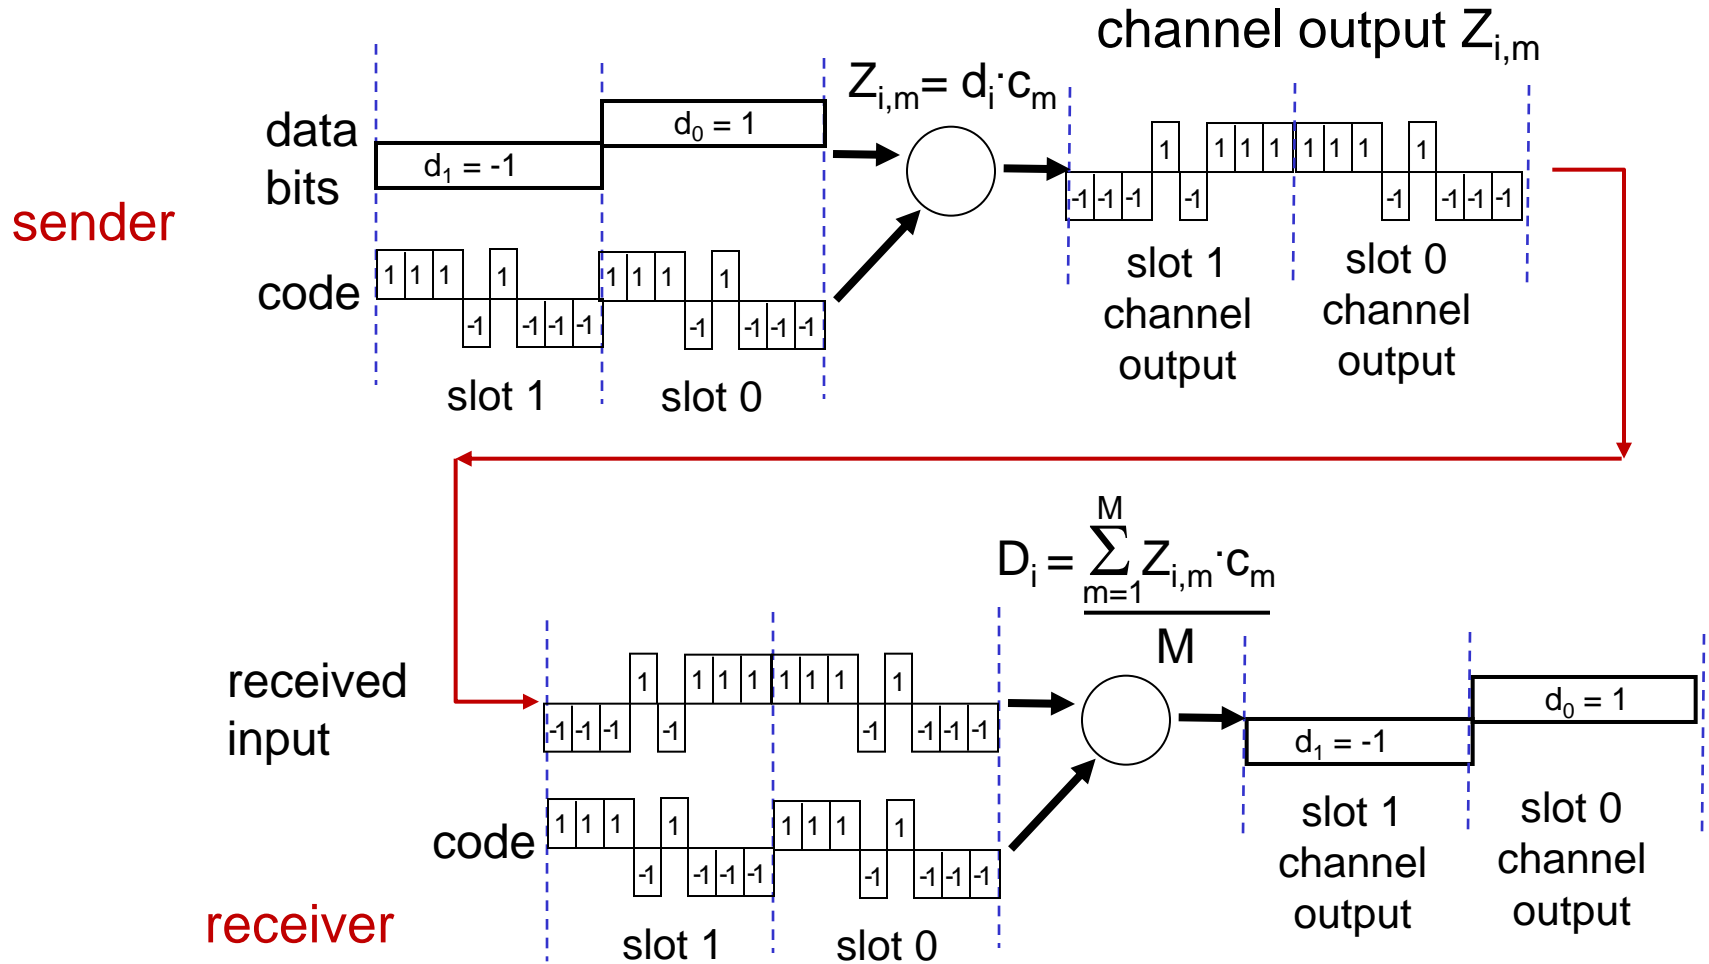 channel output Z_i,m
Z_i,m = d_i·c_m
data
bits
d_0 = 1
d_1 = -1
sender
code
1 1 1 -1 1 -1 -1 -1
1 1 1 -1 1 -1 -1 -1
slot 1
slot 0
-1 -1 -1 1 -1 1 1 1
1 1 1 -1 1 -1 -1 -1
slot 1
channel
output
slot 0
channel
output
D_i = Σ Z_i,m·c_m
M
m=1
M
received
input
-1 -1 -1 1 -1 1 1 1
1 1 1 -1 1 -1 -1 -1
code
1 1 1 -1 1 -1 -1 -1
1 1 1 -1 1 -1 -1 -1
receiver
slot 1
slot 0
d_0 = 1
d_1 = -1
slot 1
channel
output
slot 0
channel
output